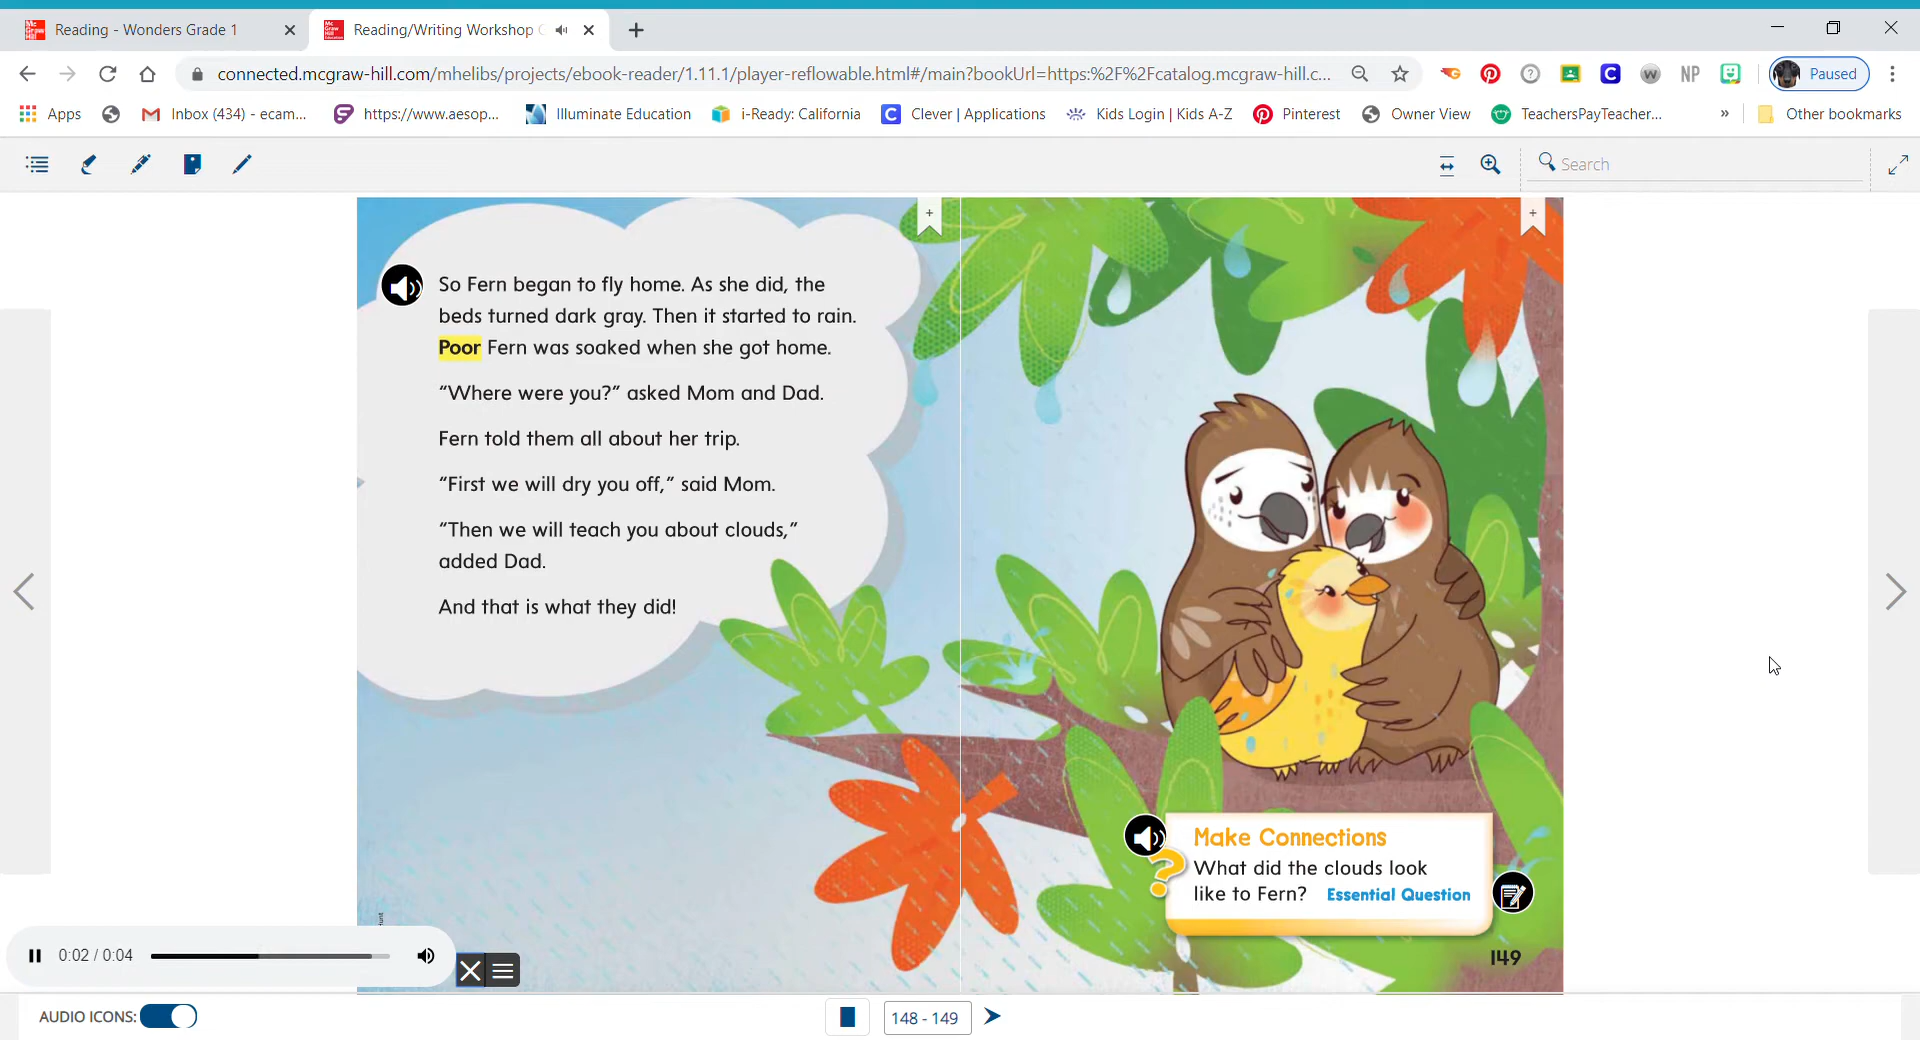 Reading - Wonders Grade 1
Reading/Writing Workshop
connected.mcgraw-hill.com/mhelibs/projects/ebook-reader/1.11.1/player-reflowable.html#/main?bookUrl=https:%2F%2Fcatalog.mcgraw-hill.c...
NP
Paused
Apps
Inbox (434) - ecam...
https://www.aesop...
Illuminate Education
i-Ready: California
Clever | Applications
Kids Login | Kids A-Z
Pinterest
Owner View
TeachersPayTeacher...
»
Other bookmarks
Search
So Fern began to fly home. As she did, the
beds turned dark gray. Then it started to rain.
Poor Fern was soaked when she got home.
“Where were you?” asked Mom and Dad.
Fern told them all about her trip.
“First we will dry you off,” said Mom.
“Then we will teach you about clouds,”
added Dad.
And that is what they did!
Make Connections
What did the clouds look
like to Fern? Essential Question
149
0:02 / 0:04
AUDIO ICONS:
148 - 149